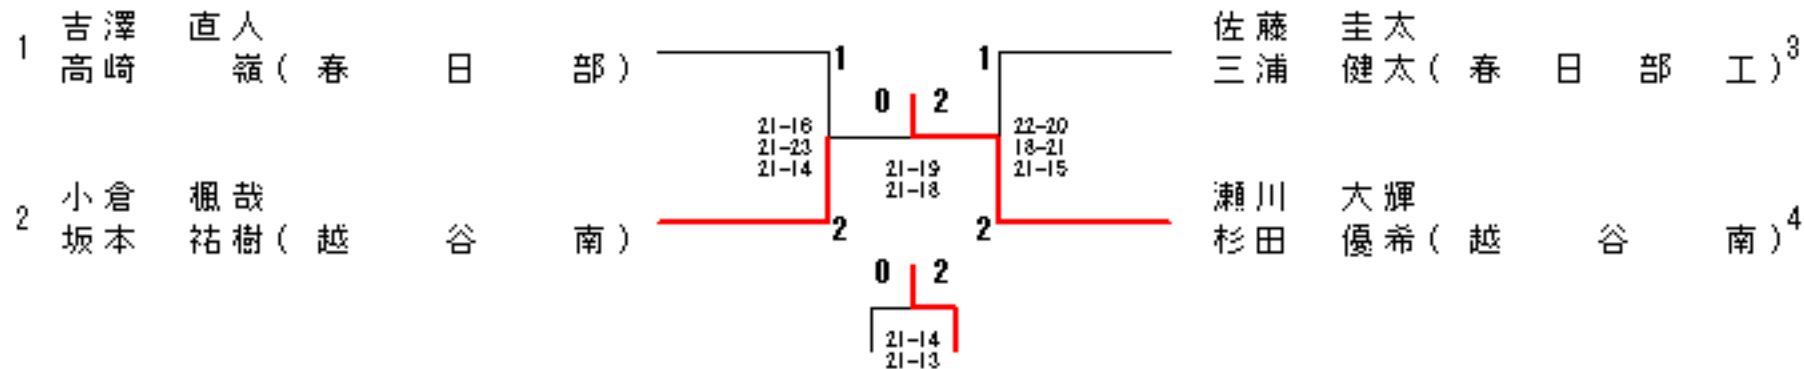 1 吉澤 直人
高崎 嶺(春日部)
佐藤 圭太
三浦 健太(春日部工) 3
1 1
0 2
21-16
21-23
21-14
22-20
18-21
21-15
21-19
21-18
2 小倉 楓哉
坂本 祐樹(越谷南)
瀬川 大輝
杉田 優希(越谷南) 4
2 2
0 2
21-14
21-13